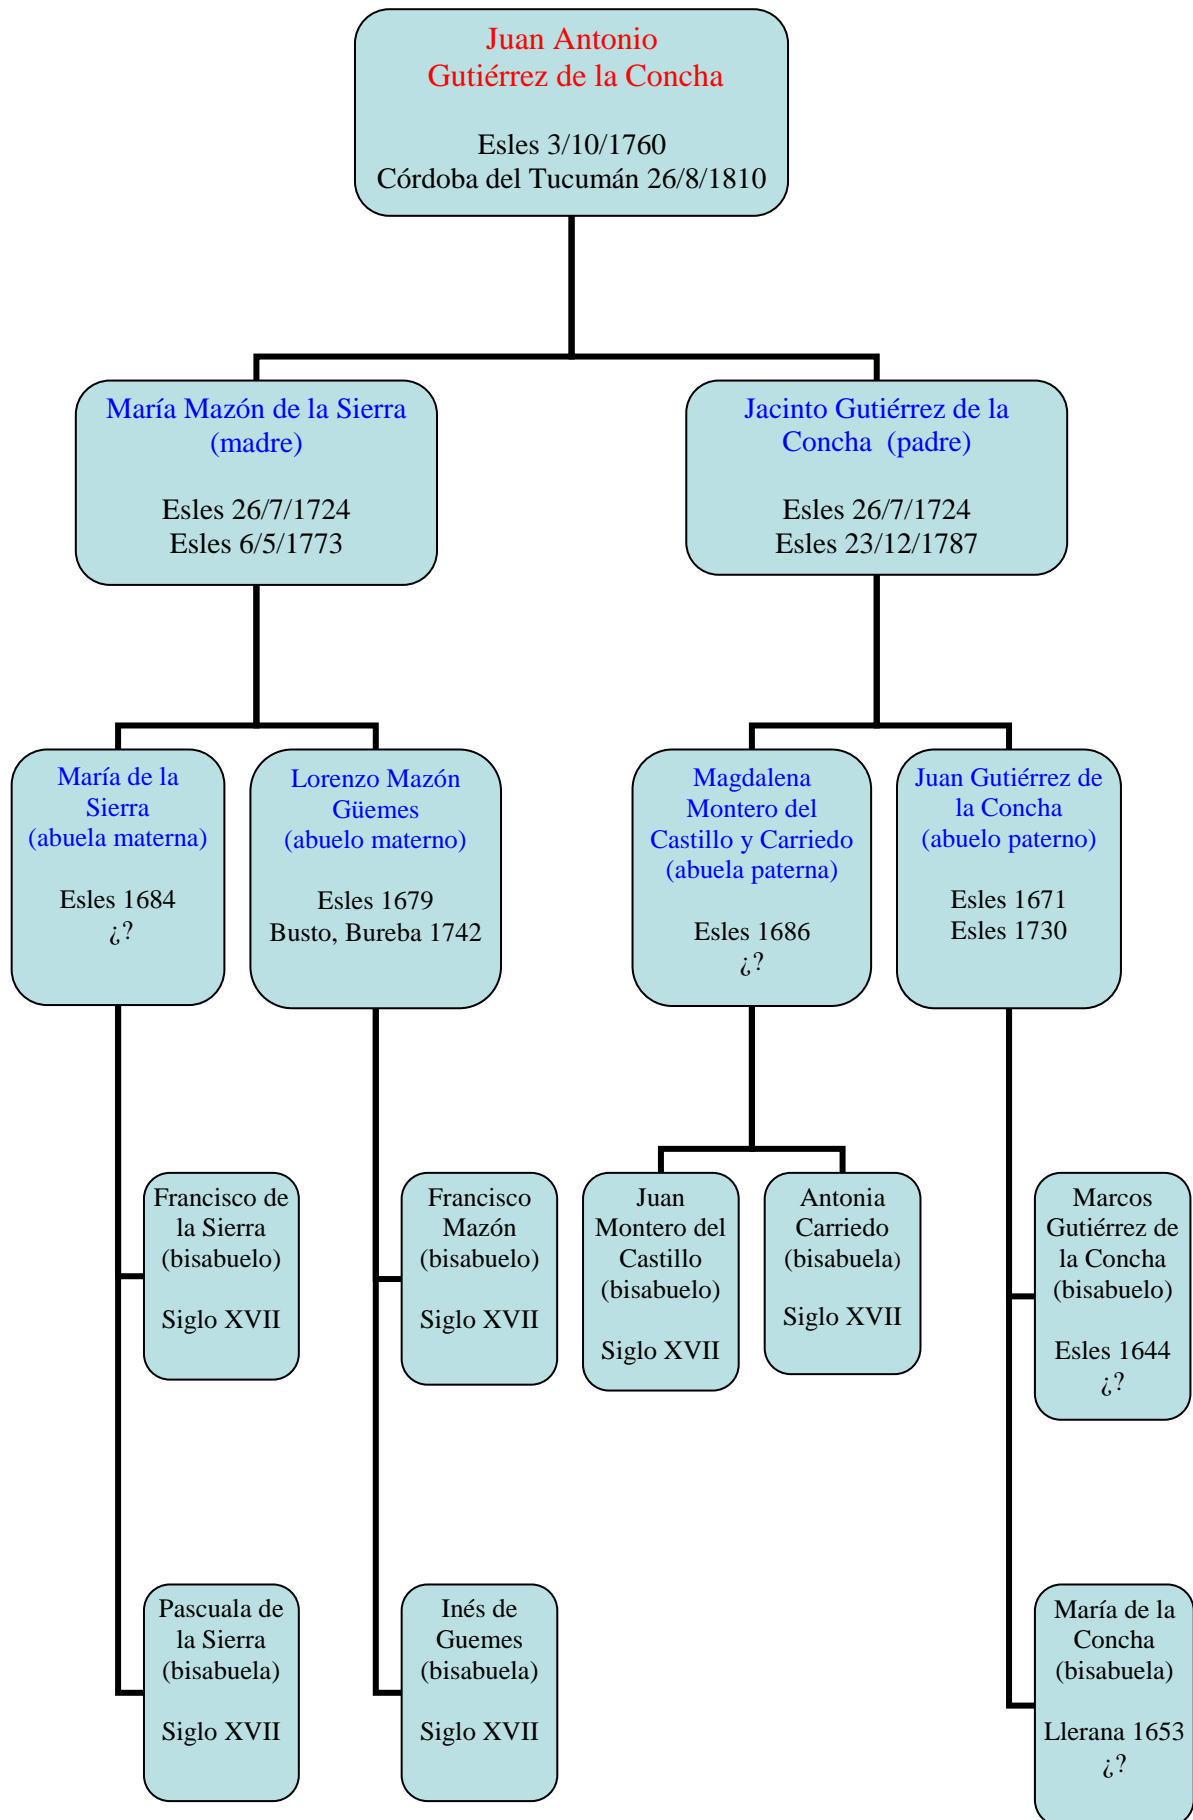 Juan Antonio
Gutiérrez de la Concha
Esles 3/10/1760
Córdoba del Tucumán 26/8/1810
María Mazón de la Sierra
(madre)
Esles 26/7/1724
Esles 6/5/1773
Jacinto Gutiérrez de la
Concha (padre)
Esles 26/7/1724
Esles 23/12/1787
María de la
Sierra
(abuela materna)
Esles 1684
¿?
Lorenzo Mazón
Güemes
(abuelo materno)
Esles 1679
Busto, Bureba 1742
Magdalena
Montero del
Castillo y Carriedo
(abuela paterna)
Esles 1686
¿?
Juan Gutiérrez de
la Concha
(abuelo paterno)
Esles 1671
Esles 1730
Francisco de
la Sierra
(bisabuelo)
Siglo XVII
Francisco
Mazón
(bisabuelo)
Siglo XVII
Juan
Montero del
Castillo
(bisabuelo)
Siglo XVII
Antonia
Carriedo
(bisabuela)
Siglo XVII
Marcos
Gutiérrez de
la Concha
(bisabuelo)
Esles 1644
¿?
Pascuala de
la Sierra
(bisabuela)
Siglo XVII
Inés de
Guemes
(bisabuela)
Siglo XVII
María de la
Concha
(bisabuela)
Llerana 1653
¿?